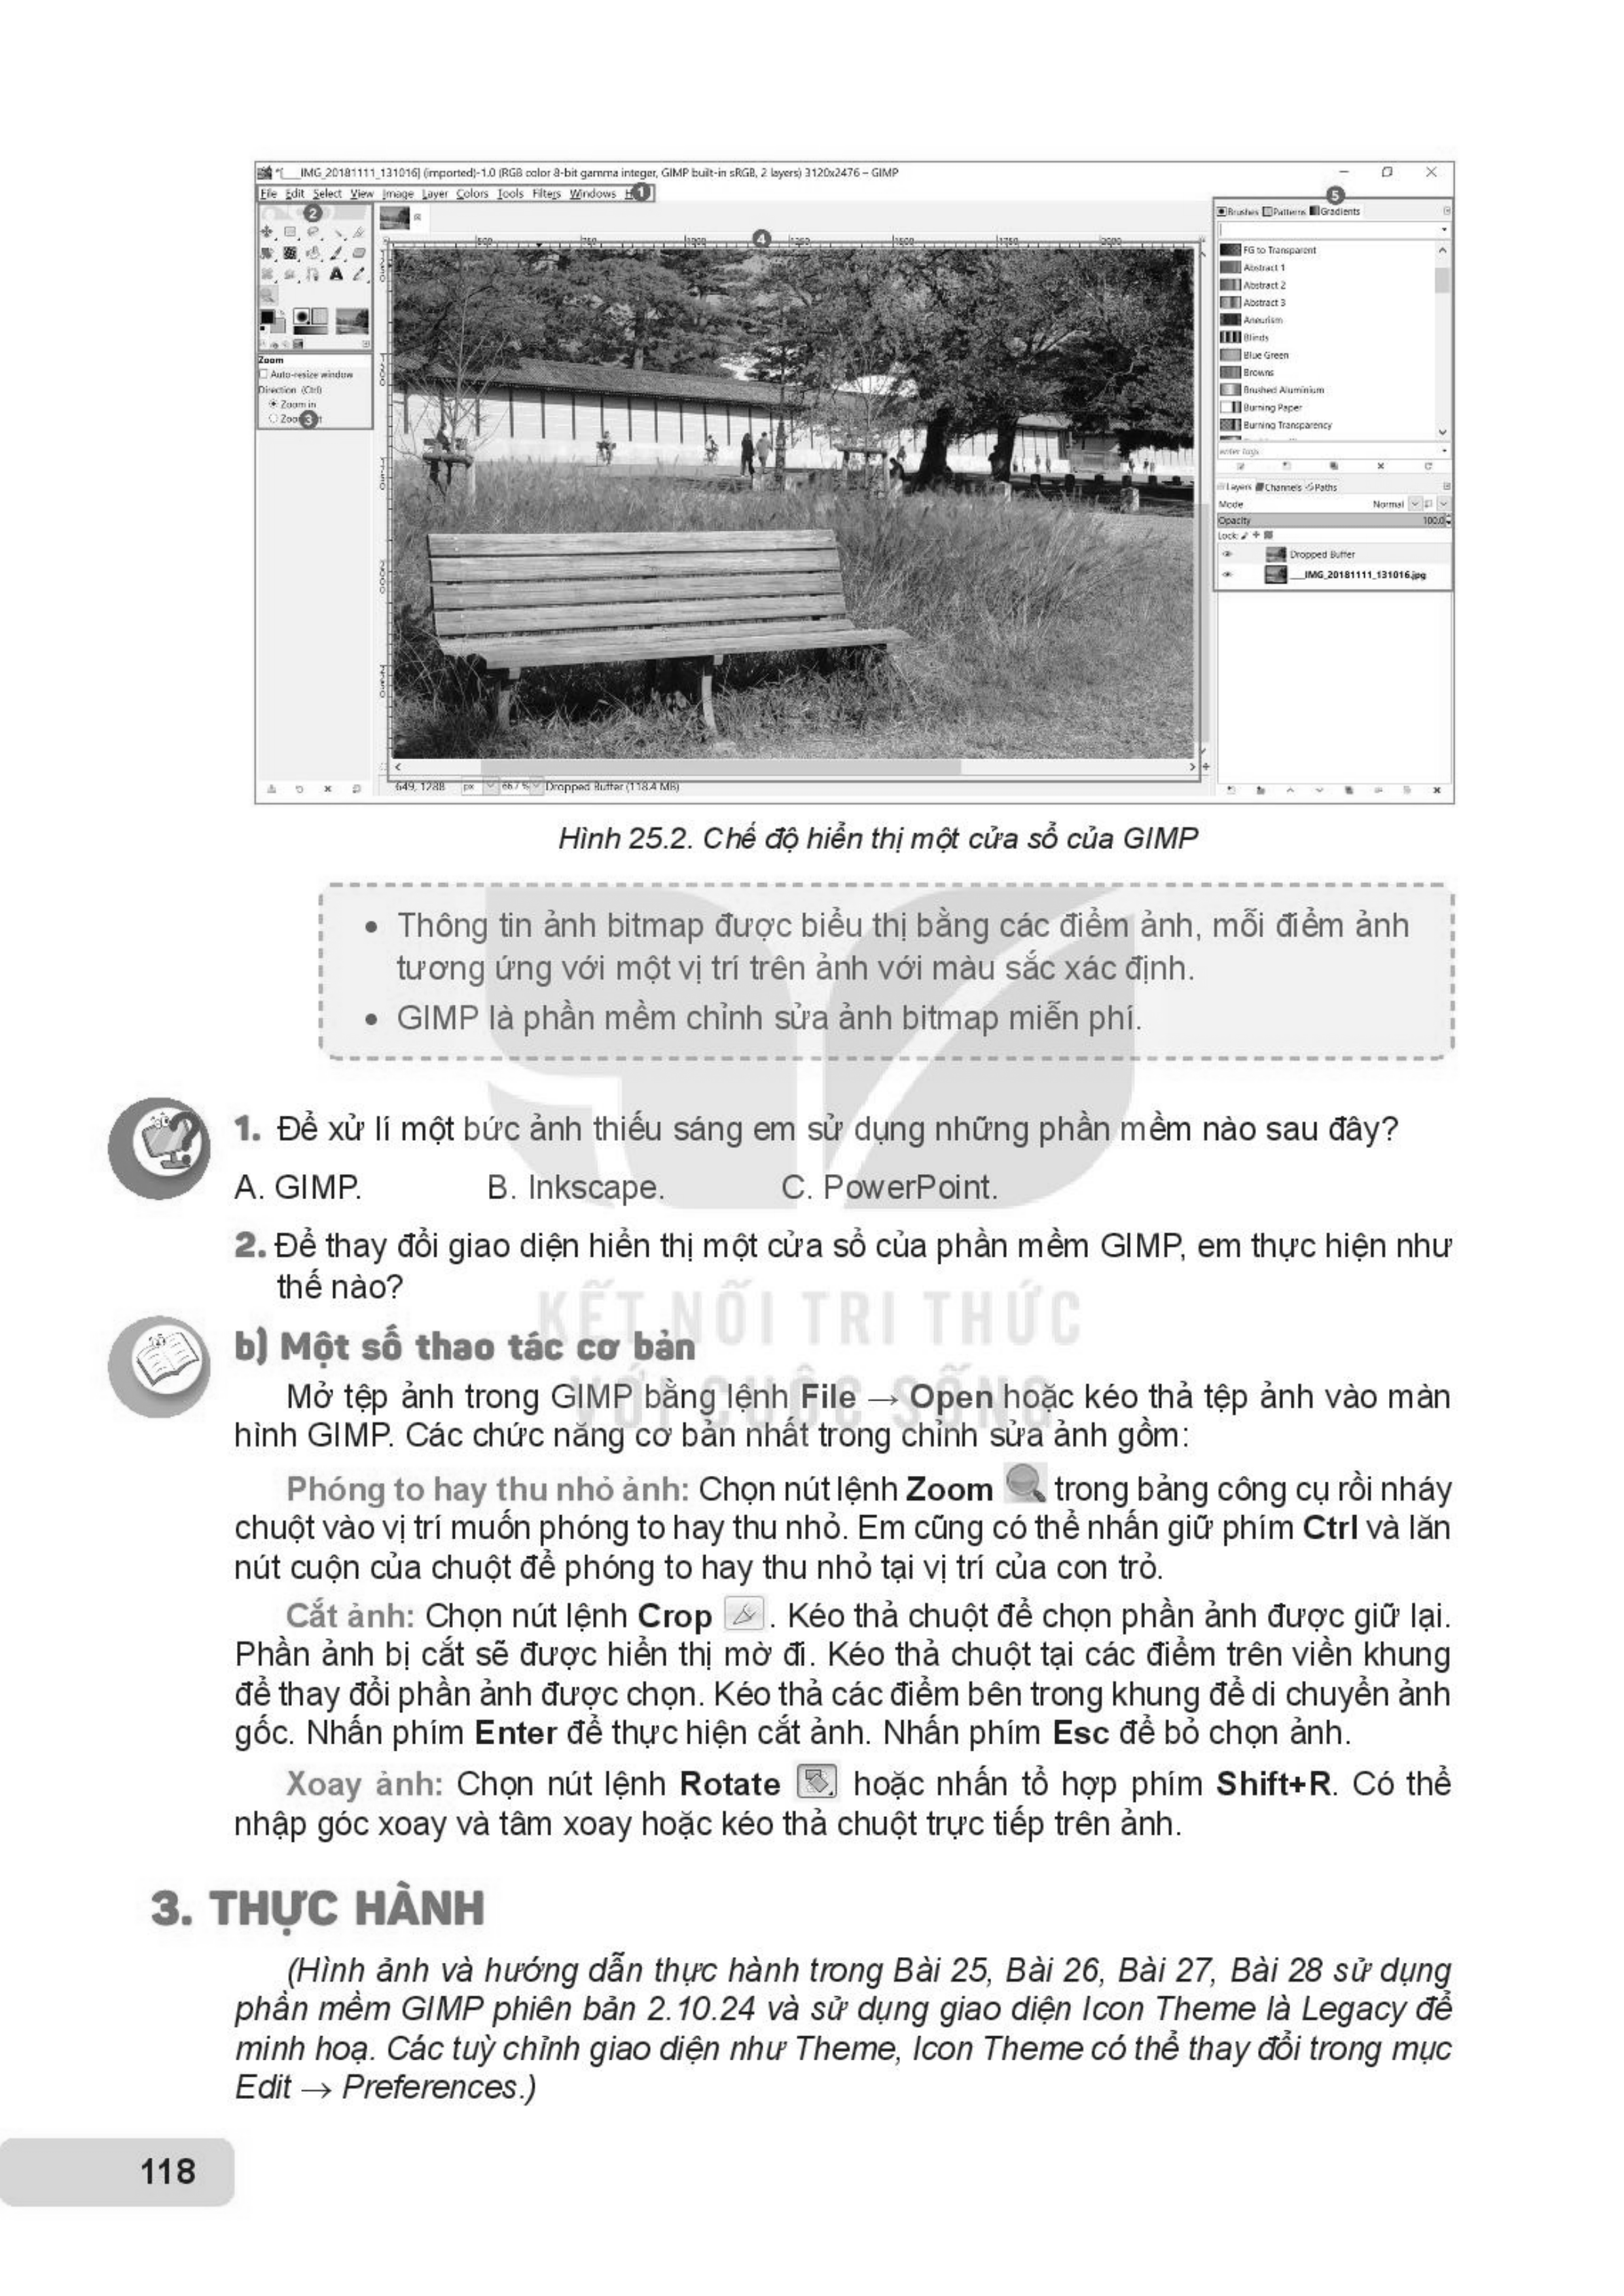 *[___IMG_20181111_131016] (imported)-1.0 (RGB color 8-bit gamma integer, GIMP built-in sRGB, 2 layers) 3120x2476 – GIMP
File Edit Select View Image Layer Colors Tools Filters Windows 1
2
5
Brushes Patterns Gradients
4
FG to Transparent
Abstract 1
Abstract 2
Abstract 3
Aneurism
Blinds
Blue Green
Browns
Brushed Aluminium
Burning Paper
Burning Transparency
enter tags
Zoom
Auto-resize window
Direction (Ctrl)
Zoom in
3
Layers Channels Paths
Mode Normal
Opacity 100.0
Lock:
Dropped Buffer
___IMG_20181111_131016.jpg
649, 1288 px 66.7 % Dropped Buffer (118.4 MB)
Hình 25.2. Chế độ hiển thị một cửa sổ của GIMP
• Thông tin ảnh bitmap được biểu thị bằng các điểm ảnh, mỗi điểm ảnh
tương ứng với một vị trí trên ảnh với màu sắc xác định.
• GIMP là phần mềm chỉnh sửa ảnh bitmap miễn phí.
1. Để xử lí một bức ảnh thiếu sáng em sử dụng những phần mềm nào sau đây?
A. GIMP. B. Inkscape. C. PowerPoint.
2. Để thay đổi giao diện hiển thị một cửa sổ của phần mềm GIMP, em thực hiện như
thế nào?
KẾT NỐI TRI THỨC
VỚI CUỘC SỐNG
b) Một số thao tác cơ bản
Mở tệp ảnh trong GIMP bằng lệnh File → Open hoặc kéo thả tệp ảnh vào màn
hình GIMP. Các chức năng cơ bản nhất trong chỉnh sửa ảnh gồm:
Phóng to hay thu nhỏ ảnh: Chọn nút lệnh Zoom trong bảng công cụ rồi nháy
chuột vào vị trí muốn phóng to hay thu nhỏ. Em cũng có thể nhấn giữ phím Ctrl và lăn
nút cuộn của chuột để phóng to hay thu nhỏ tại vị trí của con trỏ.
Cắt ảnh: Chọn nút lệnh Crop . Kéo thả chuột để chọn phần ảnh được giữ lại.
Phần ảnh bị cắt sẽ được hiển thị mờ đi. Kéo thả chuột tại các điểm trên viền khung
để thay đổi phần ảnh được chọn. Kéo thả các điểm bên trong khung để di chuyển ảnh
gốc. Nhấn phím Enter để thực hiện cắt ảnh. Nhấn phím Esc để bỏ chọn ảnh.
Xoay ảnh: Chọn nút lệnh Rotate hoặc nhấn tổ hợp phím Shift+R. Có thể
nhập góc xoay và tâm xoay hoặc kéo thả chuột trực tiếp trên ảnh.
3. THỰC HÀNH
(Hình ảnh và hướng dẫn thực hành trong Bài 25, Bài 26, Bài 27, Bài 28 sử dụng
phần mềm GIMP phiên bản 2.10.24 và sử dụng giao diện Icon Theme là Legacy để
minh hoạ. Các tuỳ chỉnh giao diện như Theme, Icon Theme có thể thay đổi trong mục
Edit → Preferences.)
118